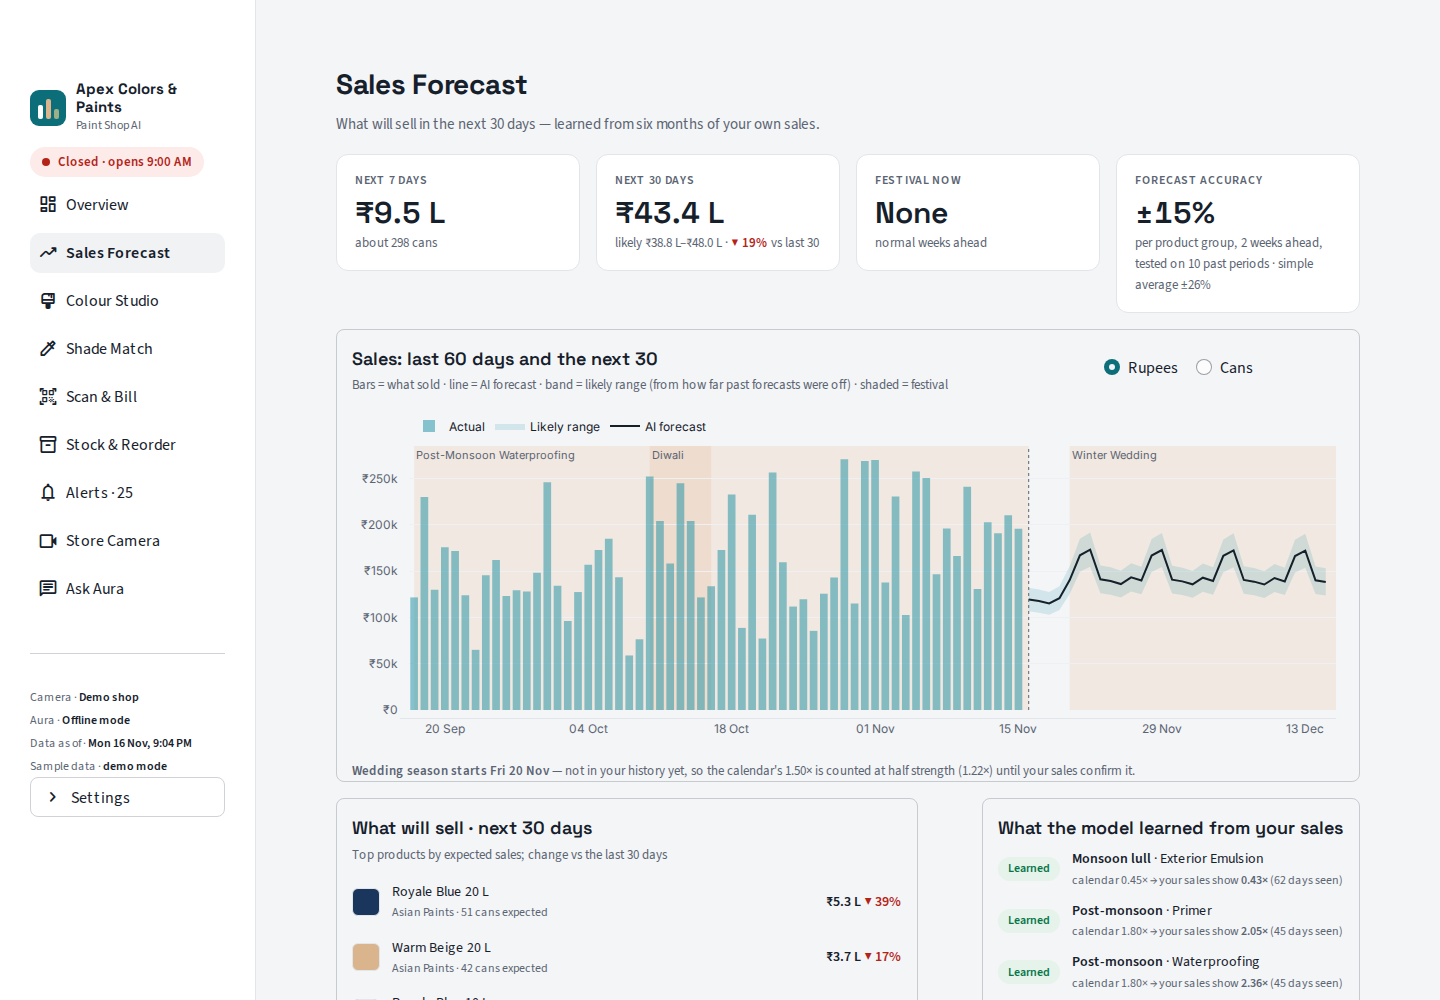 Apex Colors &
Paints
Paint Shop AI
Closed · opens 9:00 AM
Overview
Sales Forecast
Colour Studio
Shade Match
Scan & Bill
Stock & Reorder
Alerts · 25
Store Camera
Ask Aura
Camera · Demo shop
Aura · Offline mode
Data as of · Mon 16 Nov, 9:04 PM
Sample data · demo mode
Settings
Sales Forecast
What will sell in the next 30 days — learned from six months of your own sales.
NEXT 7 DAYS
₹9.5 L
about 298 cans
NEXT 30 DAYS
₹43.4 L
likely ₹38.8 L–₹48.0 L · ▼ 19% vs last 30
FESTIVAL NOW
None
normal weeks ahead
FORECAST ACCURACY
±15%
per product group, 2 weeks ahead,
tested on 10 past periods · simple
average ±26%
Sales: last 60 days and the next 30
Bars = what sold · line = AI forecast · band = likely range (from how far past forecasts were off) · shaded = festival
Rupees
Cans
Actual
Likely range
AI forecast
Post-Monsoon Waterproofing
Diwali
Winter Wedding
₹250k
₹200k
₹150k
₹100k
₹50k
₹0
20 Sep
04 Oct
18 Oct
01 Nov
15 Nov
29 Nov
13 Dec
Wedding season starts Fri 20 Nov — not in your history yet, so the calendar's 1.50× is counted at half strength (1.22×) until your sales confirm it.
What will sell · next 30 days
Top products by expected sales; change vs the last 30 days
Royale Blue 20 L
Asian Paints · 51 cans expected
₹5.3 L ▼ 39%
Warm Beige 20 L
Asian Paints · 42 cans expected
₹3.7 L ▼ 17%
What the model learned from your sales
Learned
Monsoon lull · Exterior Emulsion
calendar 0.45× → your sales show 0.43× (62 days seen)
Learned
Post-monsoon · Primer
calendar 1.80× → your sales show 2.05× (45 days seen)
Learned
Post-monsoon · Waterproofing
calendar 1.80× → your sales show 2.36× (45 days seen)